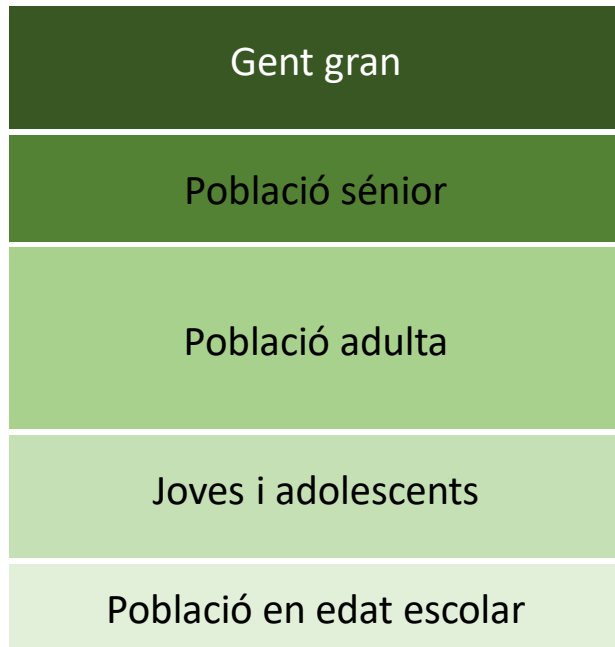 Gent gran
Població sénior
Població adulta
Joves i adolescents
Població en edat escolar